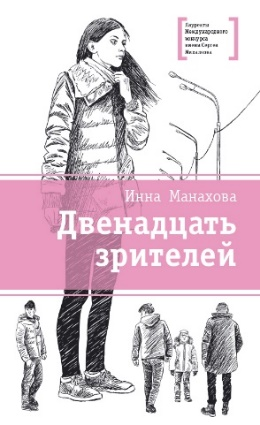 Лауреаты
Международного
конкурса
имени Сергея
Михалкова
Инна Манахова
Двенадцать
зрителей